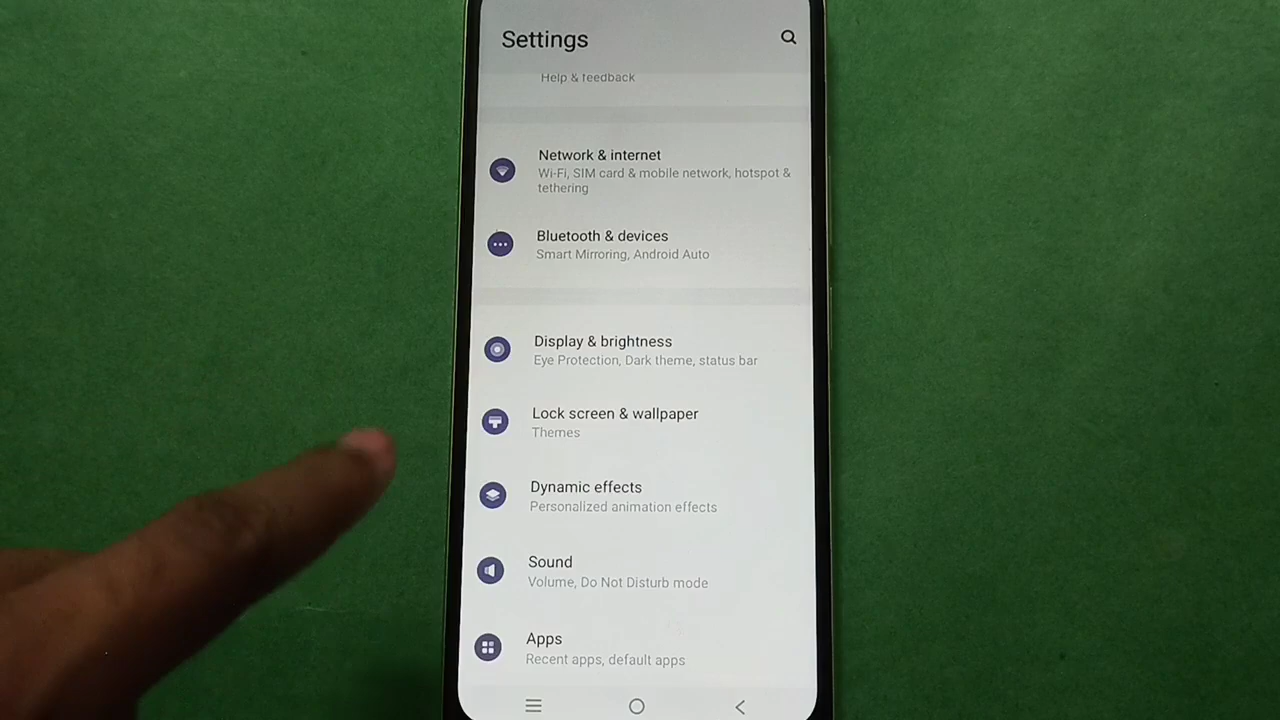 Settings
Help & feedback
Network & internet
Wi-Fi, SIM card & mobile network, hotspot &
tethering
Bluetooth & devices
Smart Mirroring, Android Auto
Display & brightness
Eye Protection, Dark theme, status bar
Lock screen & wallpaper
Themes
Dynamic effects
Personalized animation effects
Sound
Volume, Do Not Disturb mode
Apps
Recent apps, default apps